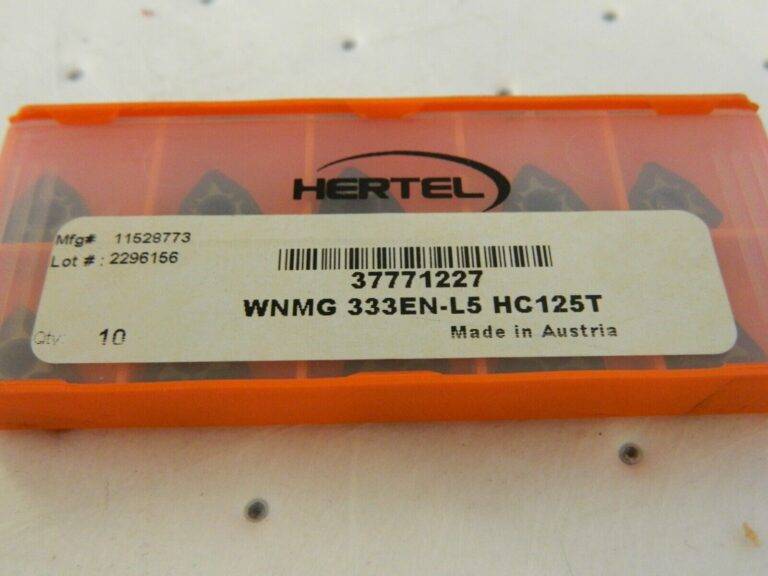 HERTEL
Mfg# 11528773
Lot #: 2296156
37771227
WNMG 333EN-L5 HC125T
Qty: 10
Made in Austria